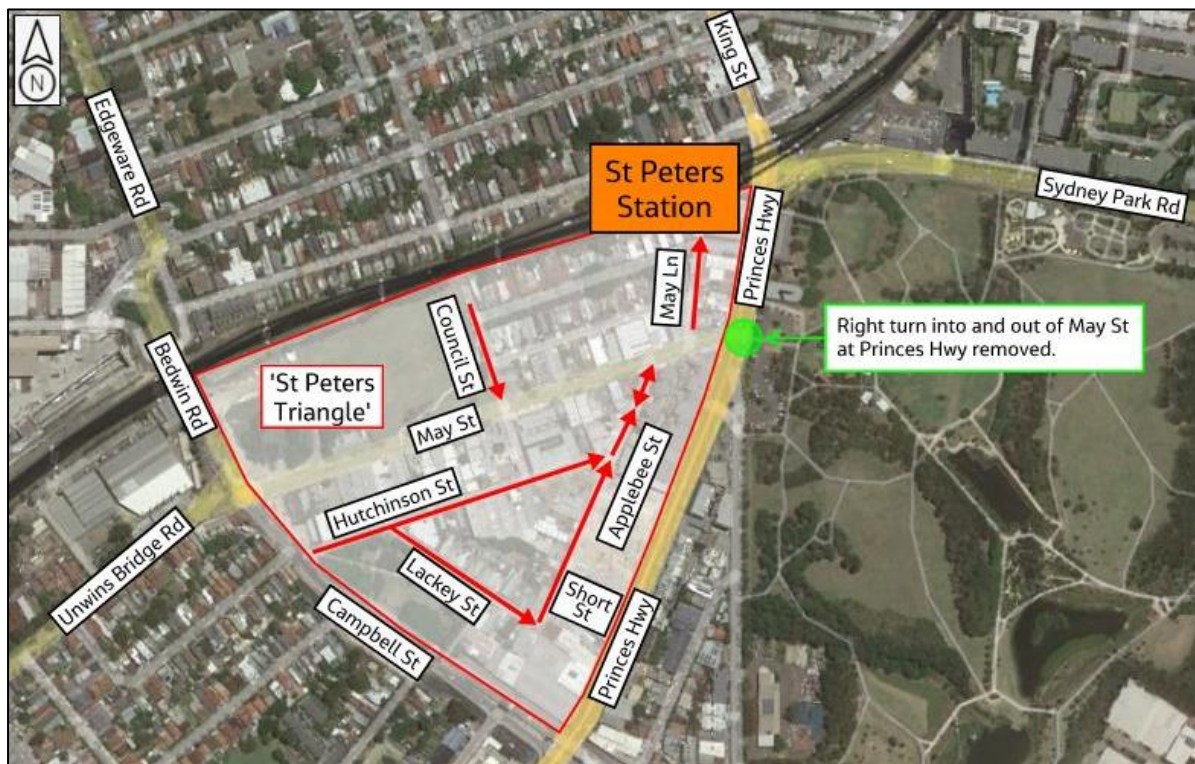 N
King St
Edgeware Rd
St Peters
Station
Sydney Park Rd
Princes Hwy
May Ln
Council St
Right turn into and out of May St
at Princes Hwy removed.
Bedwin Rd
'St Peters
Triangle'
May St
Hutchinson St
Applebee St
Unwins Bridge Rd
Lackey St
Short
St
Campbell St
Princes Hwy